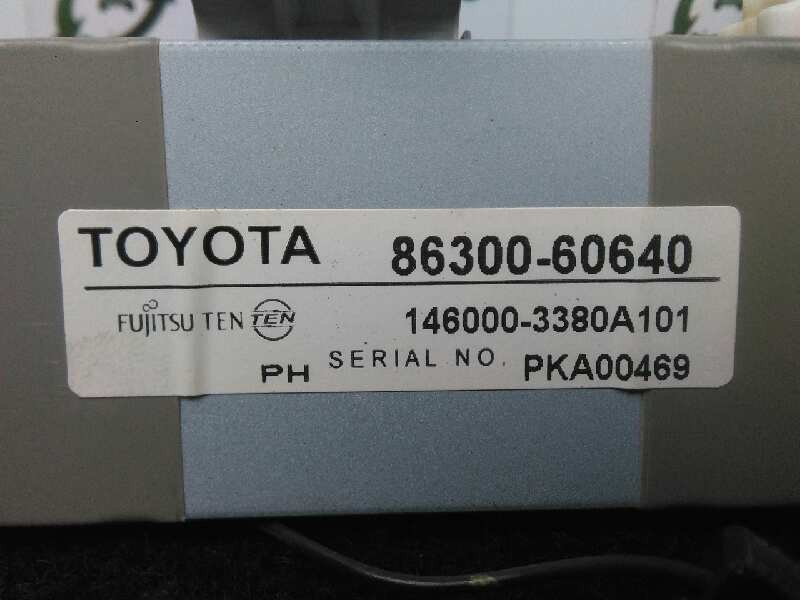 TOYOTA 86300-60640
FUJITSU TEN TEN 146000-3380A101
PH SERIAL NO. PKA00469